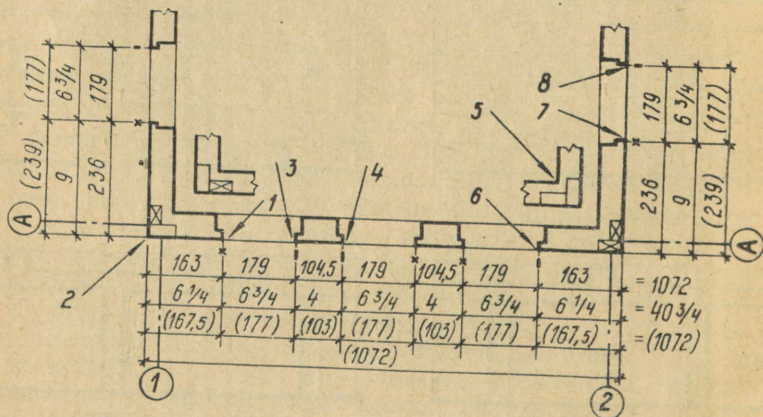 (177) 6 3/4 179
(239) 9 236
8
7
5
179 6 3/4 (177)
236 9 (239)
3
4
1
6
А
А
2
163 179 104,5 179 104,5 179 163 = 1072
6 1/4 6 3/4 4 6 3/4 4 6 3/4 6 1/4 = 40 3/4
(167,5) (177) (103) (177) (103) (177) (167,5) = (1072)
(1072)
1
2